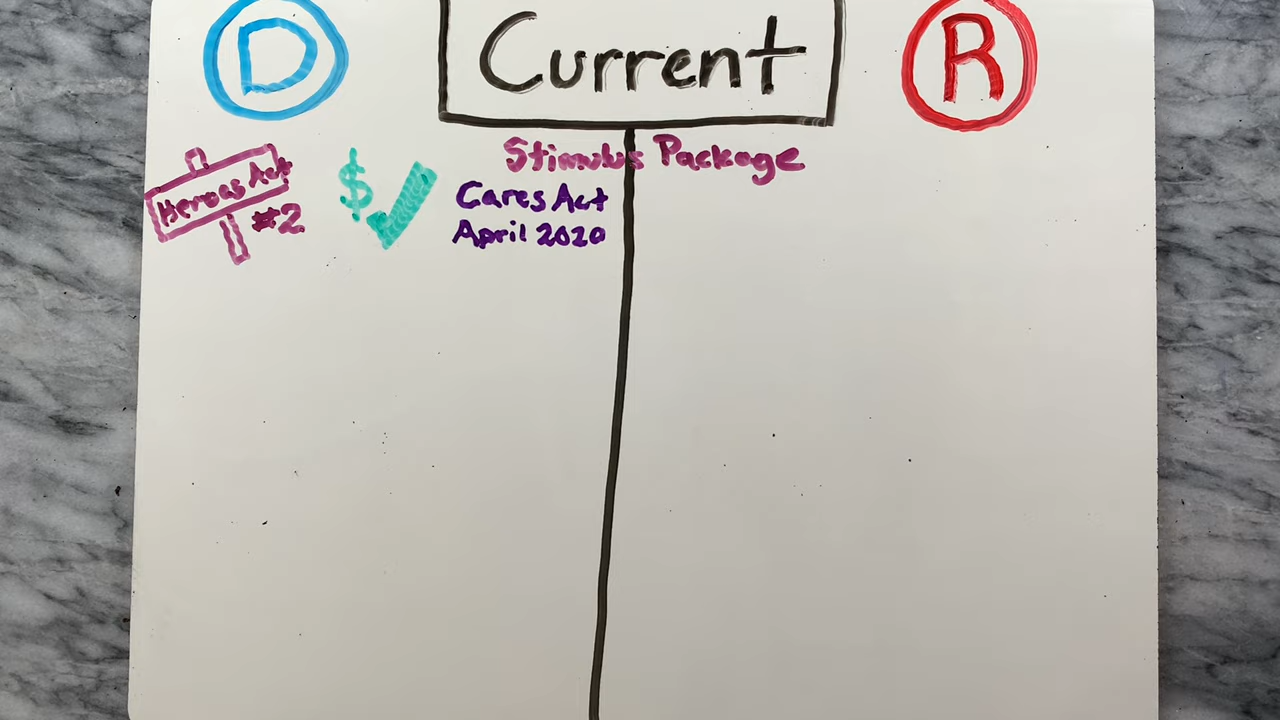 D
Current
R
Stimulus Package
Heroes Act
#2
$
Cares Act
April 2020